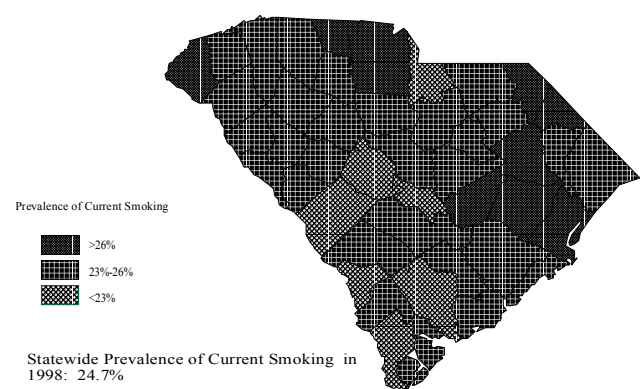 Prevalence of Current Smoking
>26%
23%-26%
<23%
Statewide Prevalence of Current Smoking in
1998: 24.7%